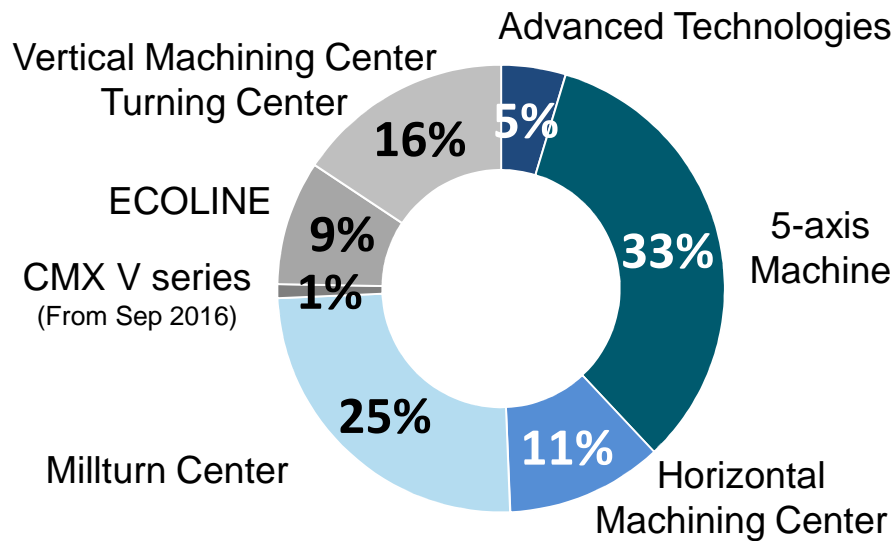 Advanced Technologies
5%
33%
5-axis
Machine
11%
Horizontal
Machining Center
25%
Millturn Center
1%
CMX V series
(From Sep 2016)
9%
ECOLINE
16%
Vertical Machining Center
Turning Center